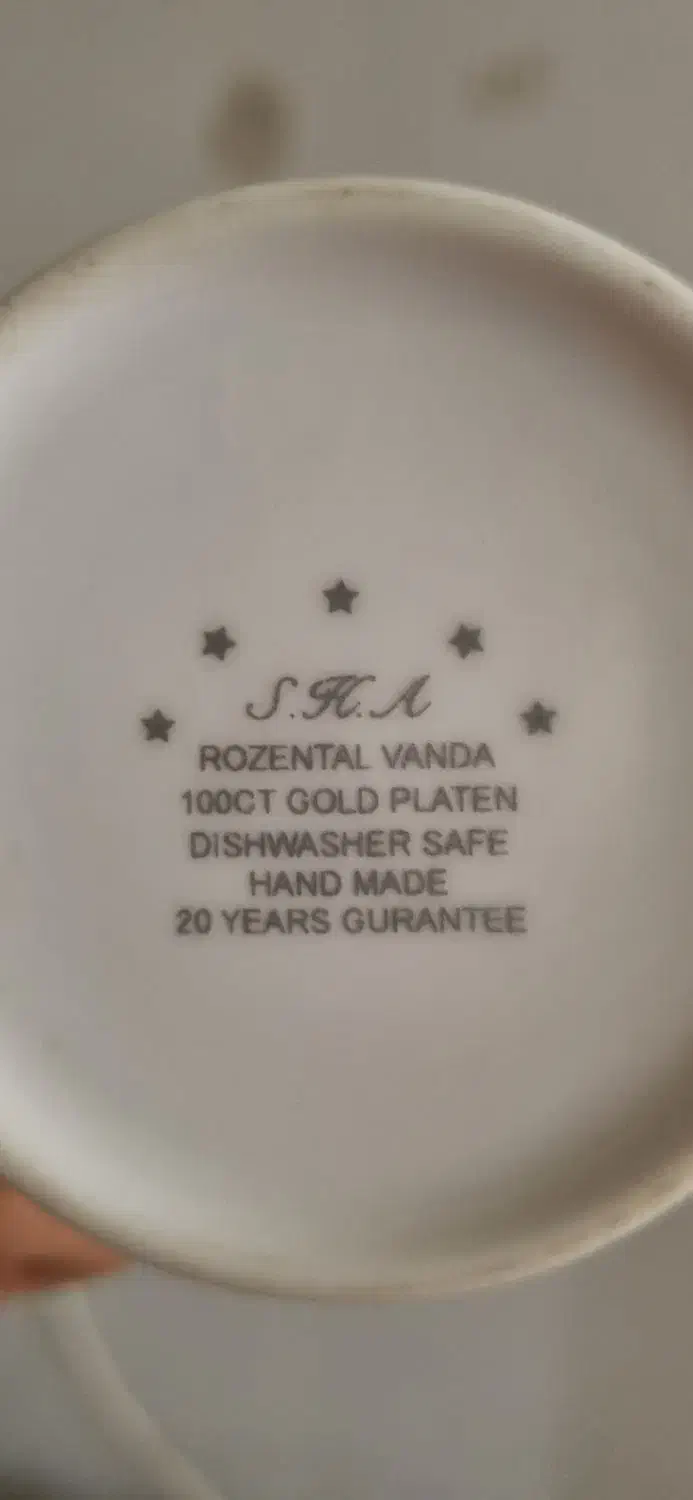 S.H.A
ROZENTAL VANDA
100CT GOLD PLATEN
DISHWASHER SAFE
HAND MADE
20 YEARS GURANTEE